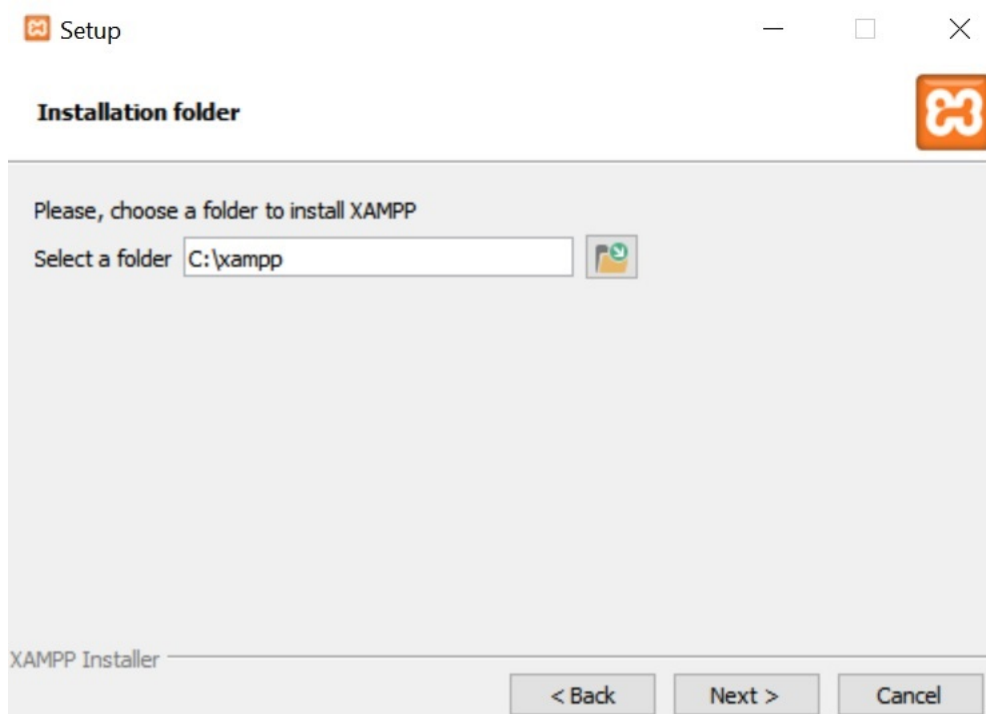 Setup
Installation folder
Please, choose a folder to install XAMPP
Select a folder C:\xampp
XAMPP Installer
< Back Next > Cancel